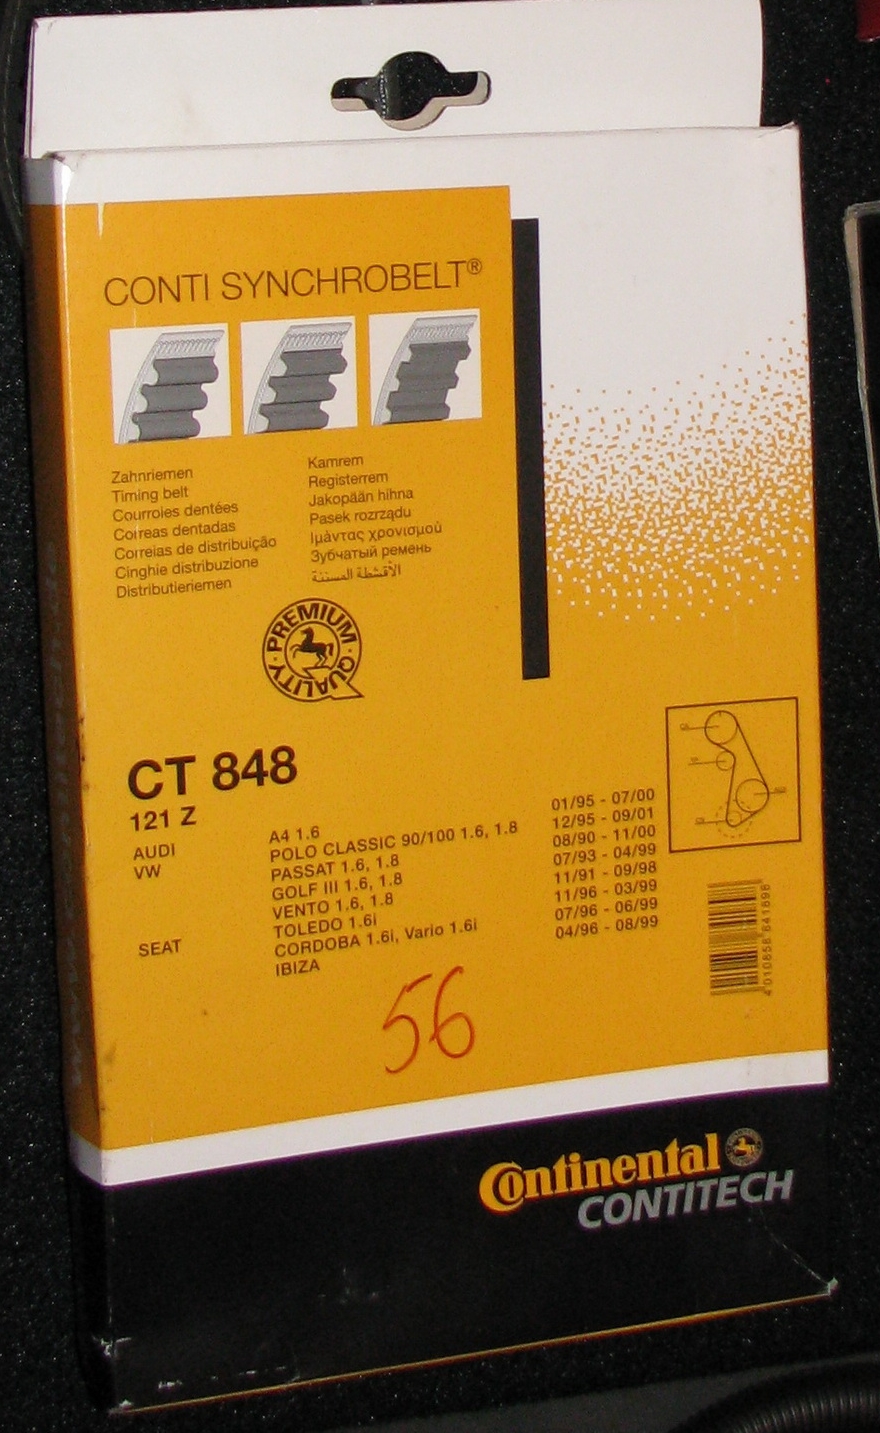 CONTI SYNCHROBELT®
Zahnriemen
Timing belt
Courroies dentées
Correas dentadas
Correias de distribuição
Cinghie distribuzione
Distributieriemen
Kamrem
Registerrem
Jakopään hihna
Pasek rozrządu
Ιμάντας χρονισμού
Зубчатый ремень
الأقشطة المسننة
PREMIUM QUALITY
CT 848
121 Z
AUDI A4 1.6 01/95 - 07/00
VW POLO CLASSIC 90/100 1.6, 1.8 12/95 - 09/01
PASSAT 1.6, 1.8 08/90 - 11/00
GOLF III 1.6, 1.8 07/93 - 04/99
VENTO 1.6, 1.8 11/91 - 09/98
SEAT TOLEDO 1.6i 11/96 - 03/99
CORDOBA 1.6i, Vario 1.6i 07/96 - 06/99
IBIZA 04/96 - 08/99
4 010858 641898
56
Continental
CONTITECH